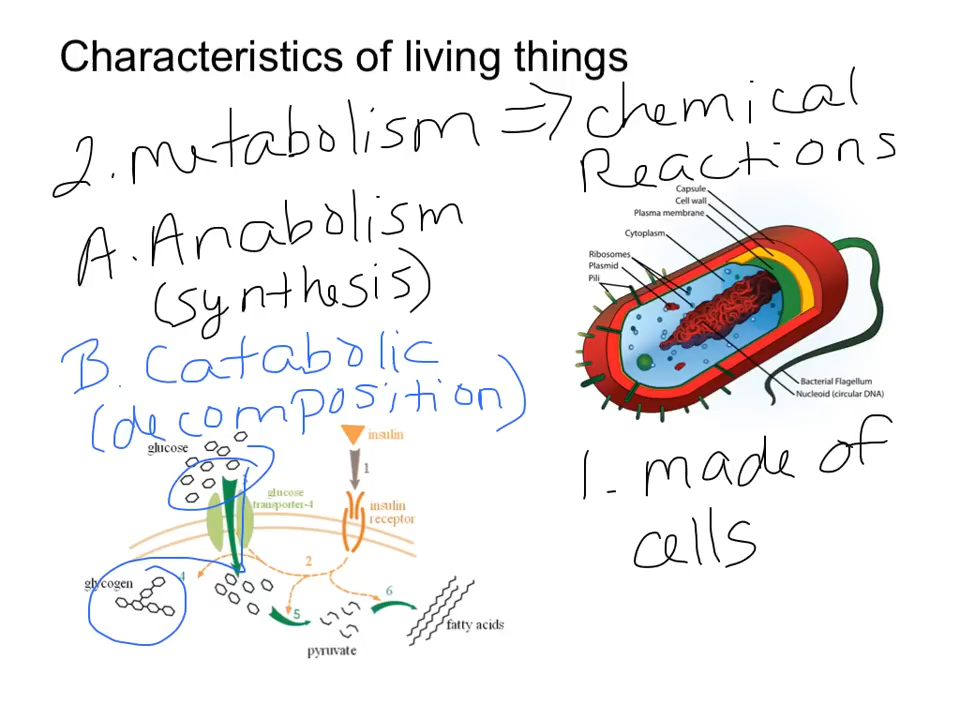 Characteristics of living things
2. metabolism => chemical
Reactions
A. Anabolism
(synthesis)
B. Catabolic
(decomposition)
Capsule
Cell wall
Plasma membrane
Cytoplasm
Ribosomes
Plasmid
Pili
Bacterial Flagellum
Nucleoid (circular DNA)
1. made of
cells
glucose
insulin
1
glucose
transporter-4
insulin
receptor
2
4
glycogen
5
6
pyruvate
fatty acids